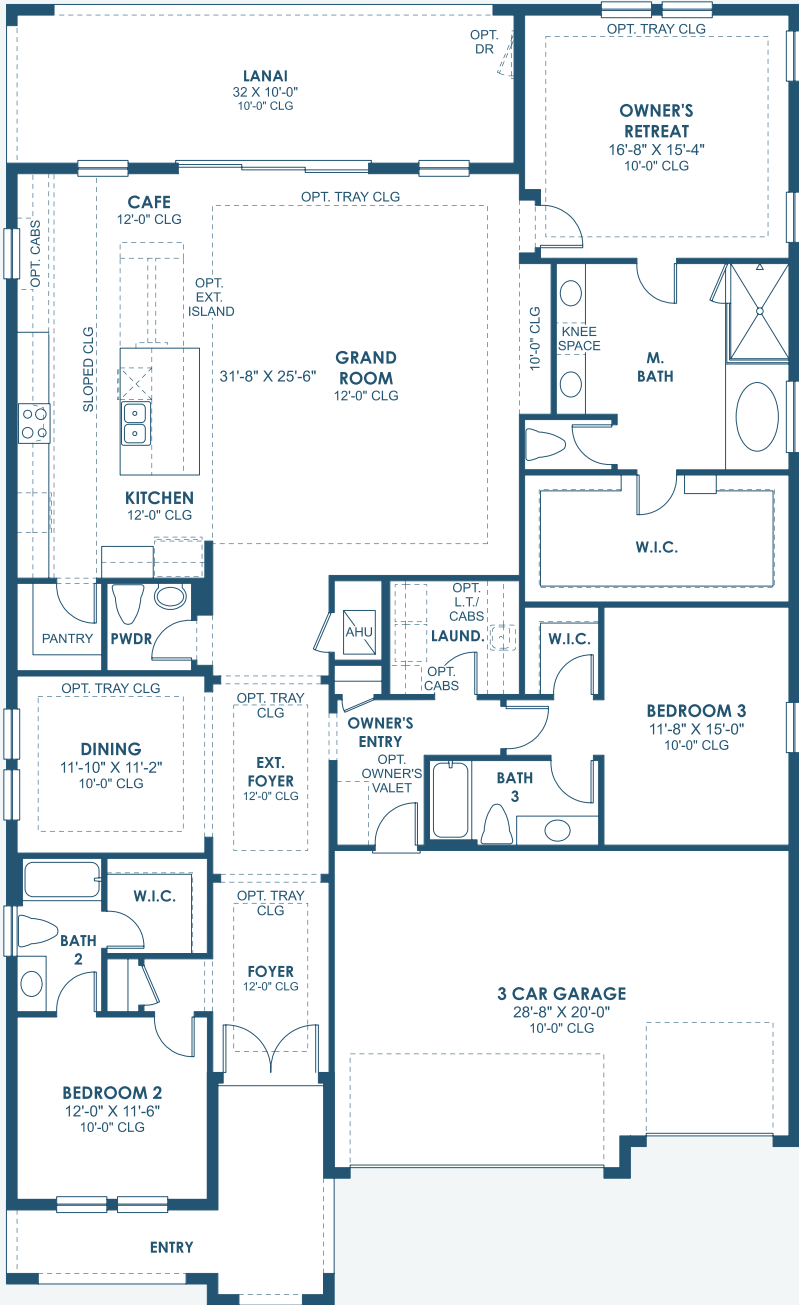 LANAI
32 X 10'-0"
10'-0" CLG
OPT.
DR
OPT. TRAY CLG
OWNER'S
RETREAT
16'-8" X 15'-4"
10'-0" CLG
CAFE
12'-0" CLG
OPT. TRAY CLG
OPT. CABS
OPT.
EXT.
ISLAND
SLOPED CLG
31'-8" X 25'-6"
GRAND
ROOM
12'-0" CLG
10'-0" CLG
KNEE
SPACE
M.
BATH
KITCHEN
12'-0" CLG
W.I.C.
PANTRY
PWDR
AHU
OPT.
L.T./
CABS
LAUND.
OPT.
CABS
W.I.C.
OPT. TRAY CLG
DINING
11'-10" X 11'-2"
10'-0" CLG
OPT. TRAY
CLG
EXT.
FOYER
12'-0" CLG
OWNER'S
ENTRY
OPT.
OWNER'S
VALET
BEDROOM 3
11'-8" X 15'-0"
10'-0" CLG
BATH
3
W.I.C.
BATH
2
OPT. TRAY
CLG
FOYER
12'-0" CLG
3 CAR GARAGE
28'-8" X 20'-0"
10'-0" CLG
BEDROOM 2
12'-0" X 11'-6"
10'-0" CLG
ENTRY